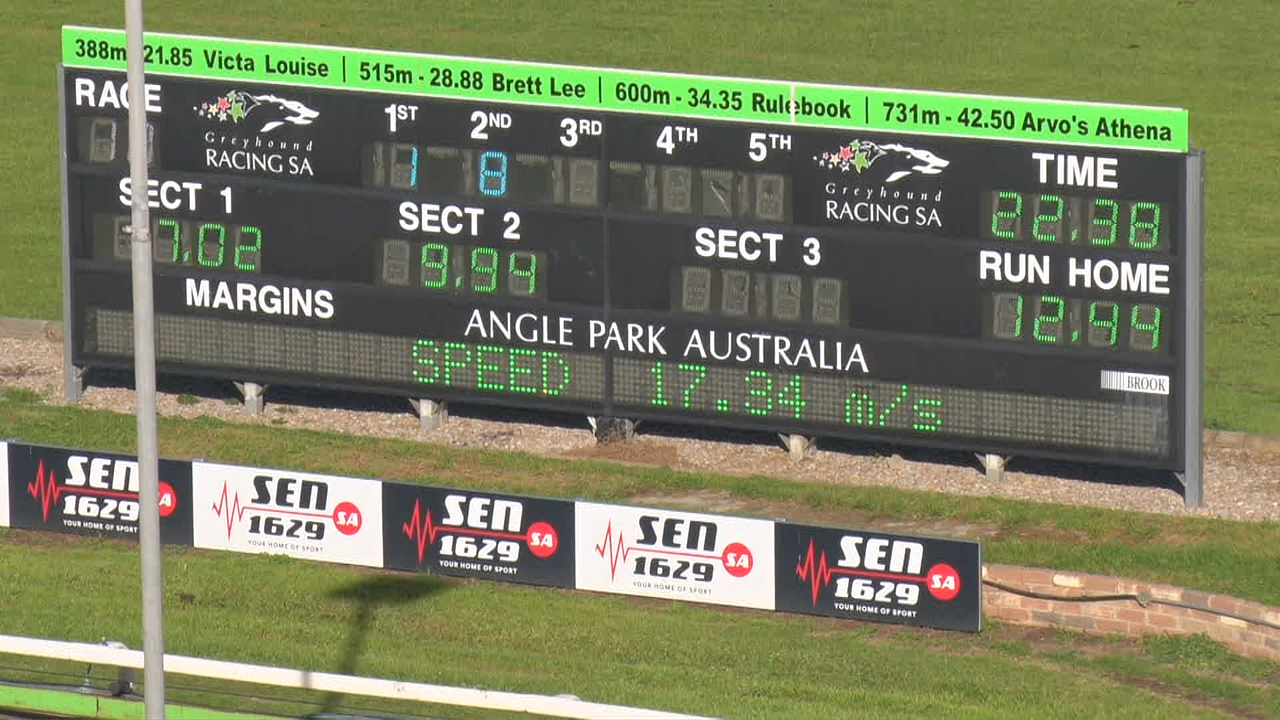 388m 21.85 Victa Louise | 515m - 28.88 Brett Lee | 600m - 34.35 Rulebook | 731m - 42.50 Arvo's Athena
RACE
Greyhound
RACING SA
1ST 2ND 3RD 4TH 5TH
1 8
Greyhound
RACING SA
TIME
22.38
SECT 1
7.02
SECT 2
9.94
SECT 3
RUN HOME
12.44
MARGINS
ANGLE PARK AUSTRALIA
SPEED 17.34 m/s
BROOK
SEN
1629
SA
YOUR HOME OF SPORT
SEN
1629
SA
YOUR HOME OF SPORT
SEN
1629
SA
YOUR HOME OF SPORT
SEN
1629
SA
YOUR HOME OF SPORT
SEN
1629
SA
YOUR HOME OF SPORT